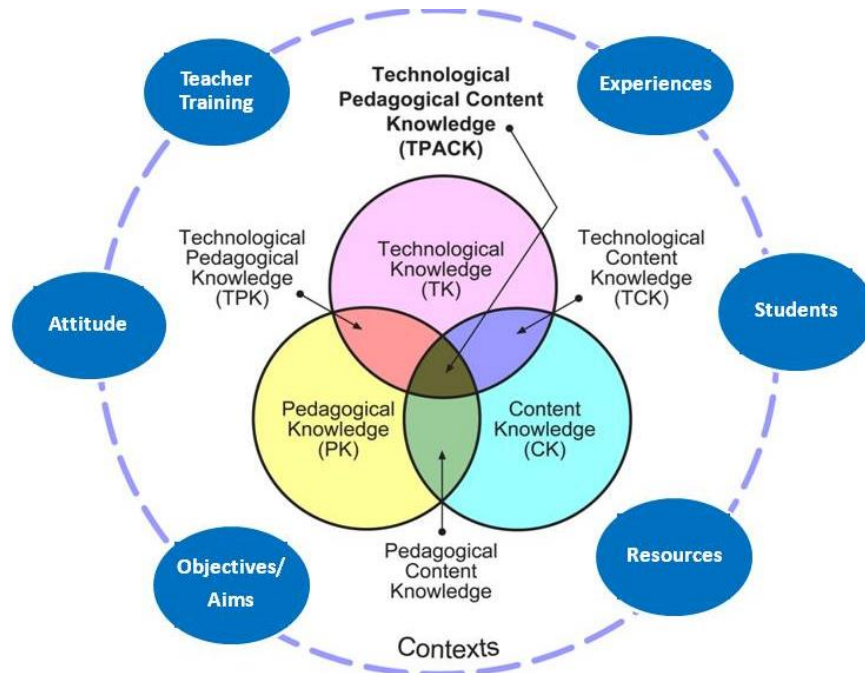 Teacher
Training
Technological
Pedagogical Content
Knowledge
(TPACK)
Experiences
Technological
Pedagogical
Knowledge
(TPK)
Technological
Knowledge
(TK)
Technological
Content
Knowledge
(TCK)
Attitude
Students
Pedagogical
Knowledge
(PK)
Content
Knowledge
(CK)
Objectives/
Aims
Pedagogical
Content
Knowledge
Resources
Contexts